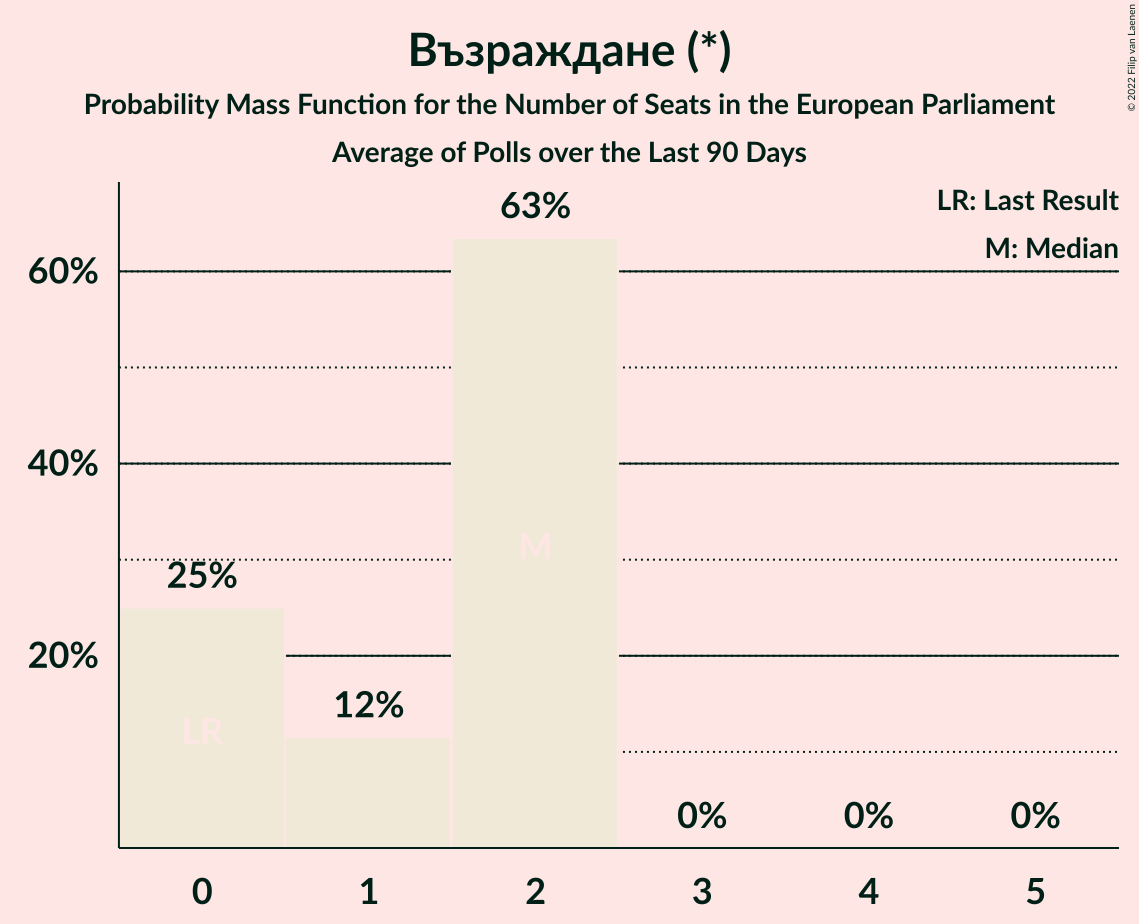 Възраждане (*)
Probability Mass Function for the Number of Seats in the European Parliament
Average of Polls over the Last 90 Days
© 2022 Filip van Laenen
LR: Last Result
M: Median
63%
60%
40%
M
25%
20%
12%
LR
0% 0% 0%
0 1 2 3 4 5